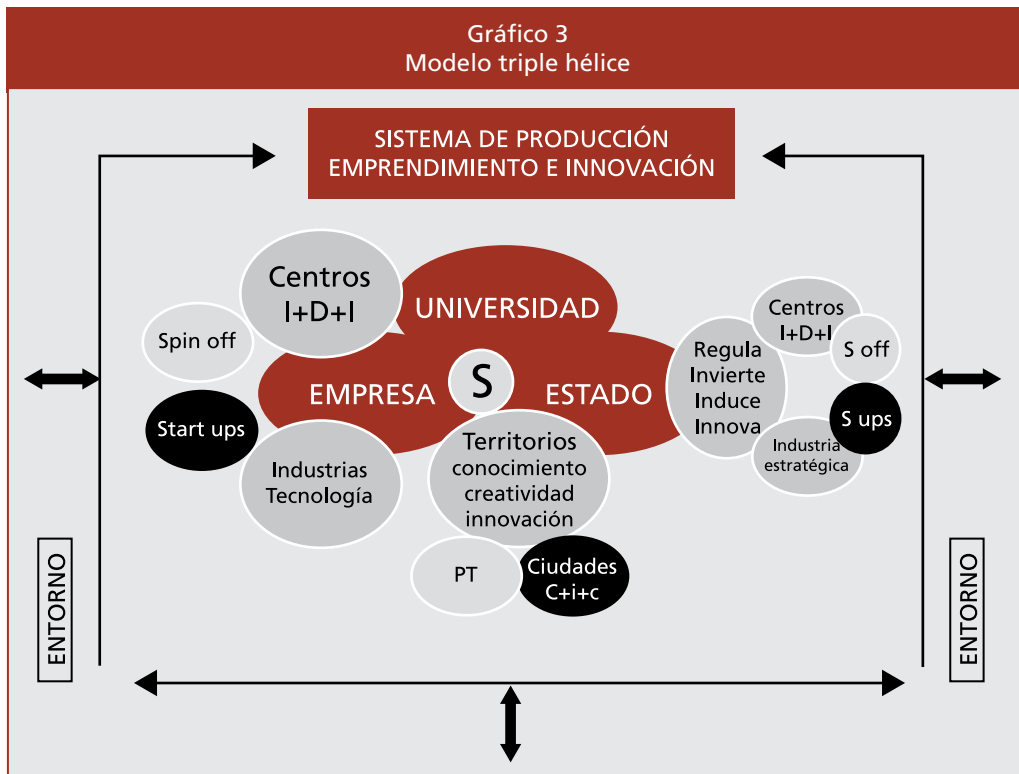 Gráfico 3
Modelo triple hélice
SISTEMA DE PRODUCCIÓN
EMPRENDIMIENTO E INNOVACIÓN
Centros
I+D+I
UNIVERSIDAD
Spin off
EMPRESA
S
ESTADO
Start ups
Industrias
Tecnología
Territorios
conocimiento
creatividad
innovación
PT
Ciudades
C+i+c
Regula
Invierte
Induce
Innova
Centros
I+D+I
S off
S ups
Industria
estratégica
ENTORNO
ENTORNO